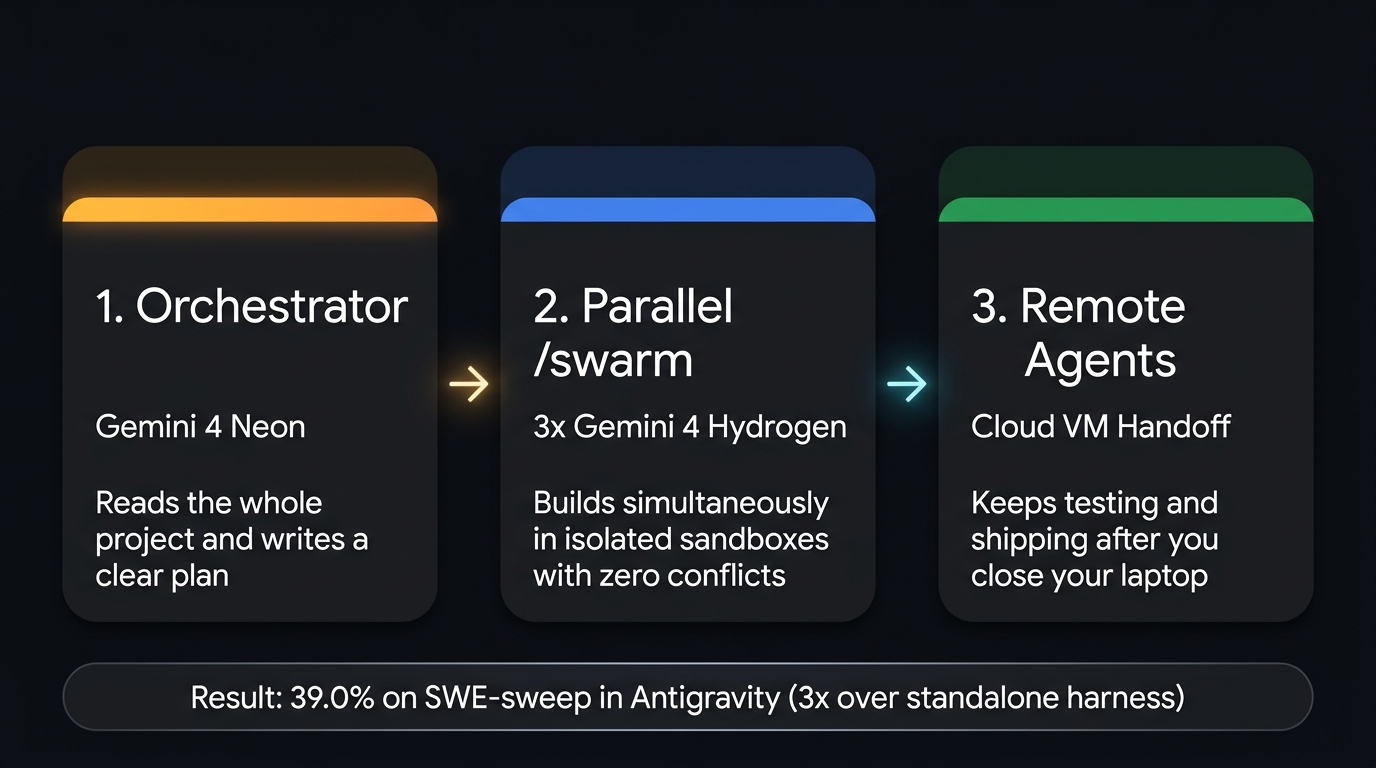 1. Orchestrator
Gemini 4 Neon
Reads the whole
project and writes a
clear plan
→
2. Parallel
/swarm
3x Gemini 4 Hydrogen
Builds simultaneously
in isolated sandboxes
with zero conflicts
→
3. Remote
Agents
Cloud VM Handoff
Keeps testing and
shipping after you
close your laptop
Result: 39.0% on SWE-sweep in Antigravity (3x over standalone harness)